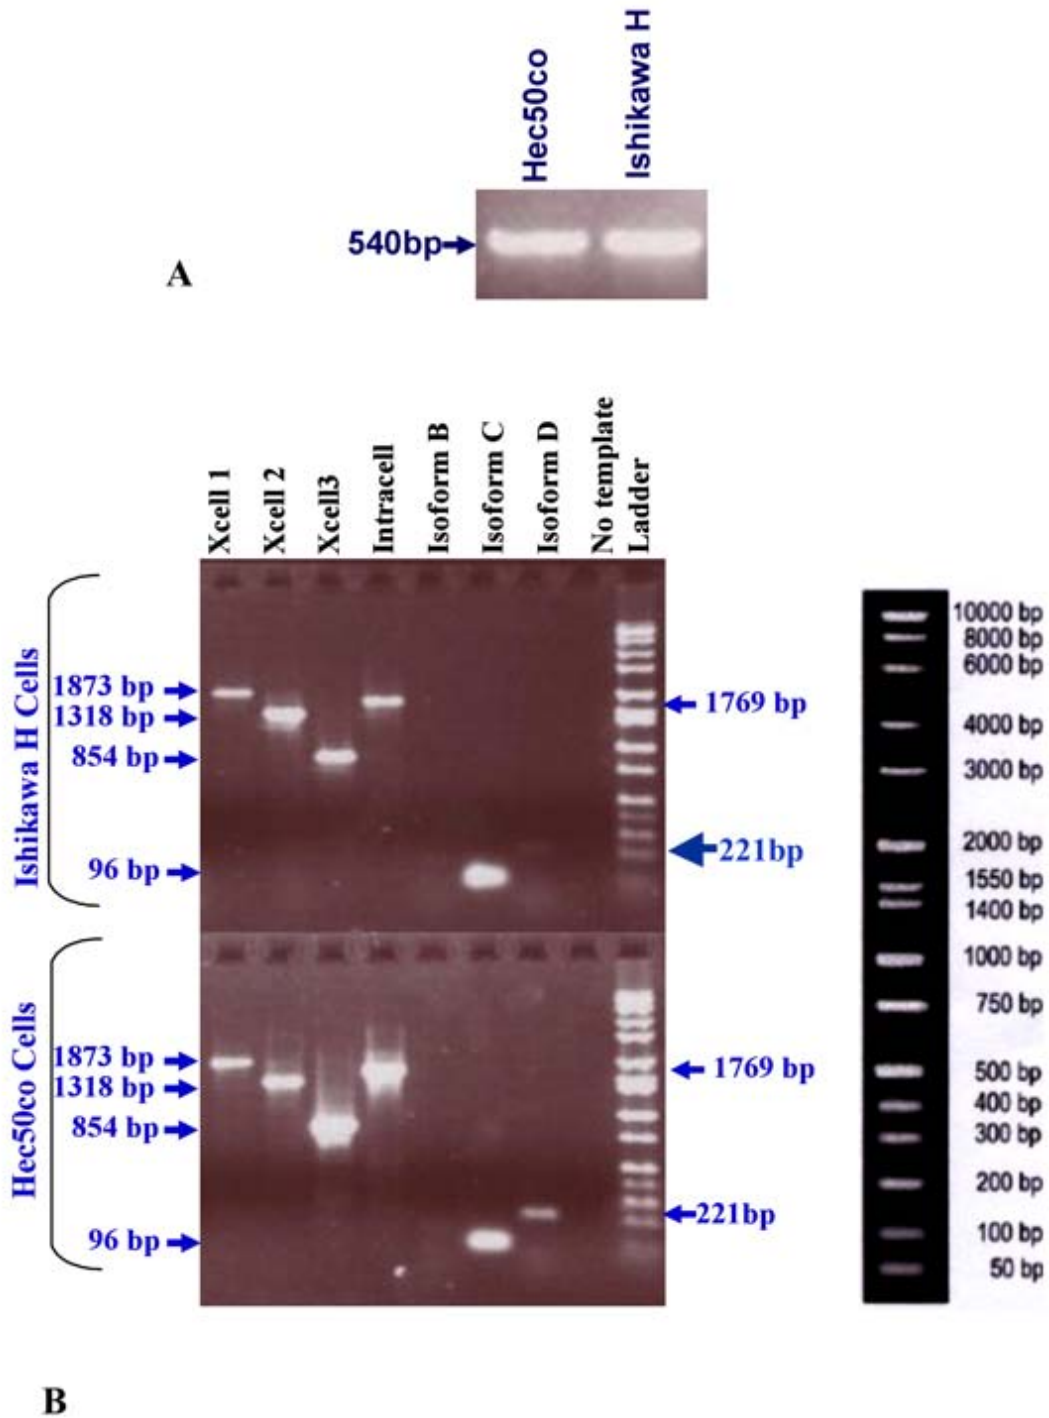 Hec50co
Ishikawa H
540bp
A
Xcell 1
Xcell 2
Xcell3
Intracell
Isoform B
Isoform C
Isoform D
No template
Ladder
Ishikawa H Cells
1873 bp
1318 bp
854 bp
96 bp
1769 bp
221bp
Hec50co Cells
1873 bp
1318 bp
854 bp
96 bp
1769 bp
221bp
10000 bp
8000 bp
6000 bp
4000 bp
3000 bp
2000 bp
1550 bp
1400 bp
1000 bp
750 bp
500 bp
400 bp
300 bp
200 bp
100 bp
50 bp
B